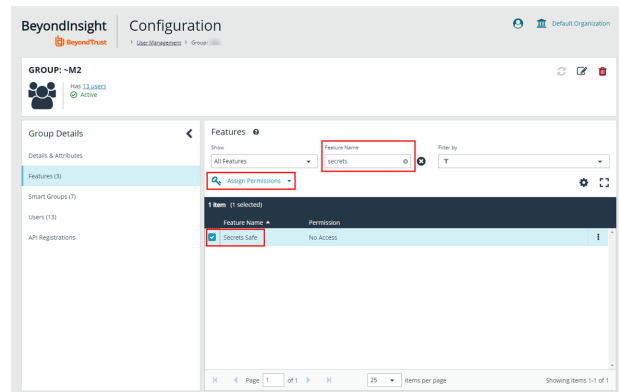 BeyondInsight
BeyondTrust
Configuration
User Management > Group:
Default Organization
GROUP: ~M2
Has 13 users
Active
Group Details
Details & Attributes
Features (3)
Smart Groups (7)
Users (13)
API Registrations
Features
Show
Feature Name
Filter by
All Features
secrets
Assign Permissions
1 item (1 selected)
Feature Name
Permission
Secrets Safe
No Access
Page 1 of 1
25 items per page
Showing items 1-1 of 1